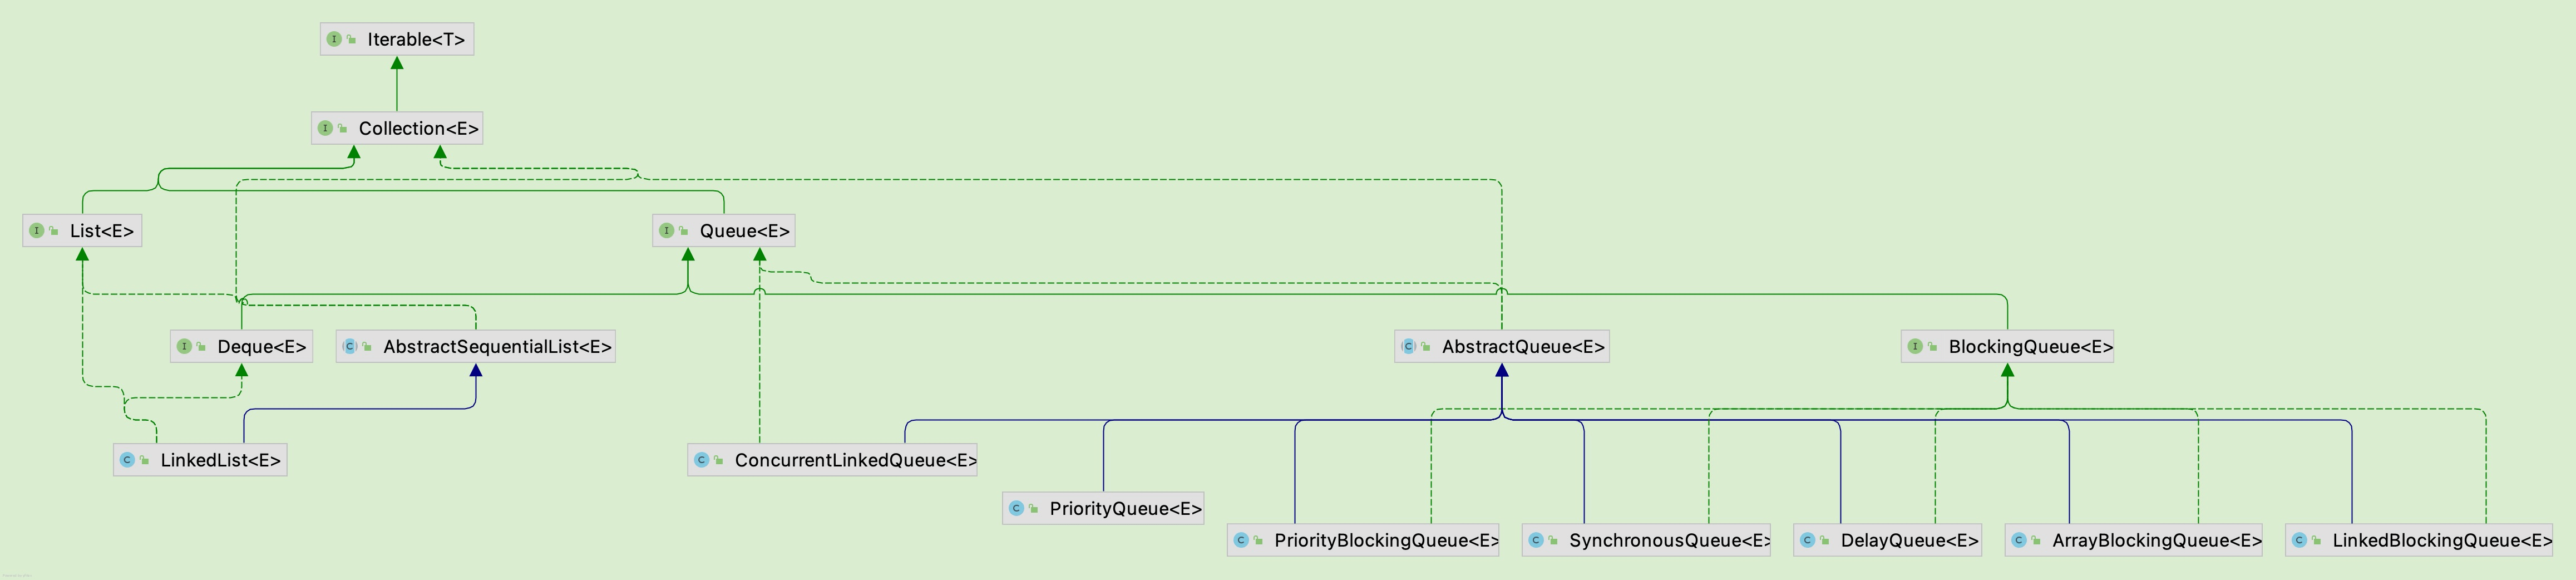 Iterable<T>
Collection<E>
List<E>
Queue<E>
Deque<E>
AbstractSequentialList<E>
AbstractQueue<E>
BlockingQueue<E>
LinkedList<E>
ConcurrentLinkedQueue<E>
PriorityQueue<E>
PriorityBlockingQueue<E>
SynchronousQueue<E>
DelayQueue<E>
ArrayBlockingQueue<E>
LinkedBlockingQueue<E>